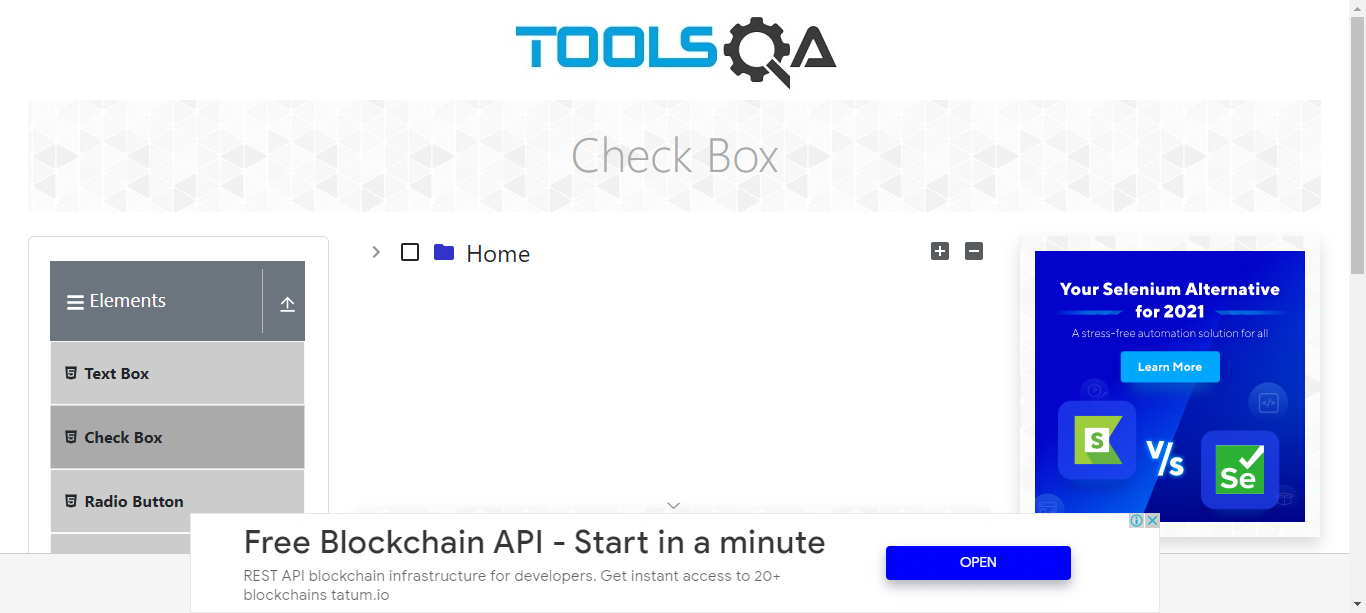 TOOLSQA
Check Box
Elements
Text Box
Check Box
Radio Button
Home
Your Selenium Alternative
for 2021
A stress-free automation solution for all
Learn More
S
V/s
Se
Free Blockchain API - Start in a minute
REST API blockchain infrastructure for developers. Get instant access to 20+
blockchains tatum.io
OPEN